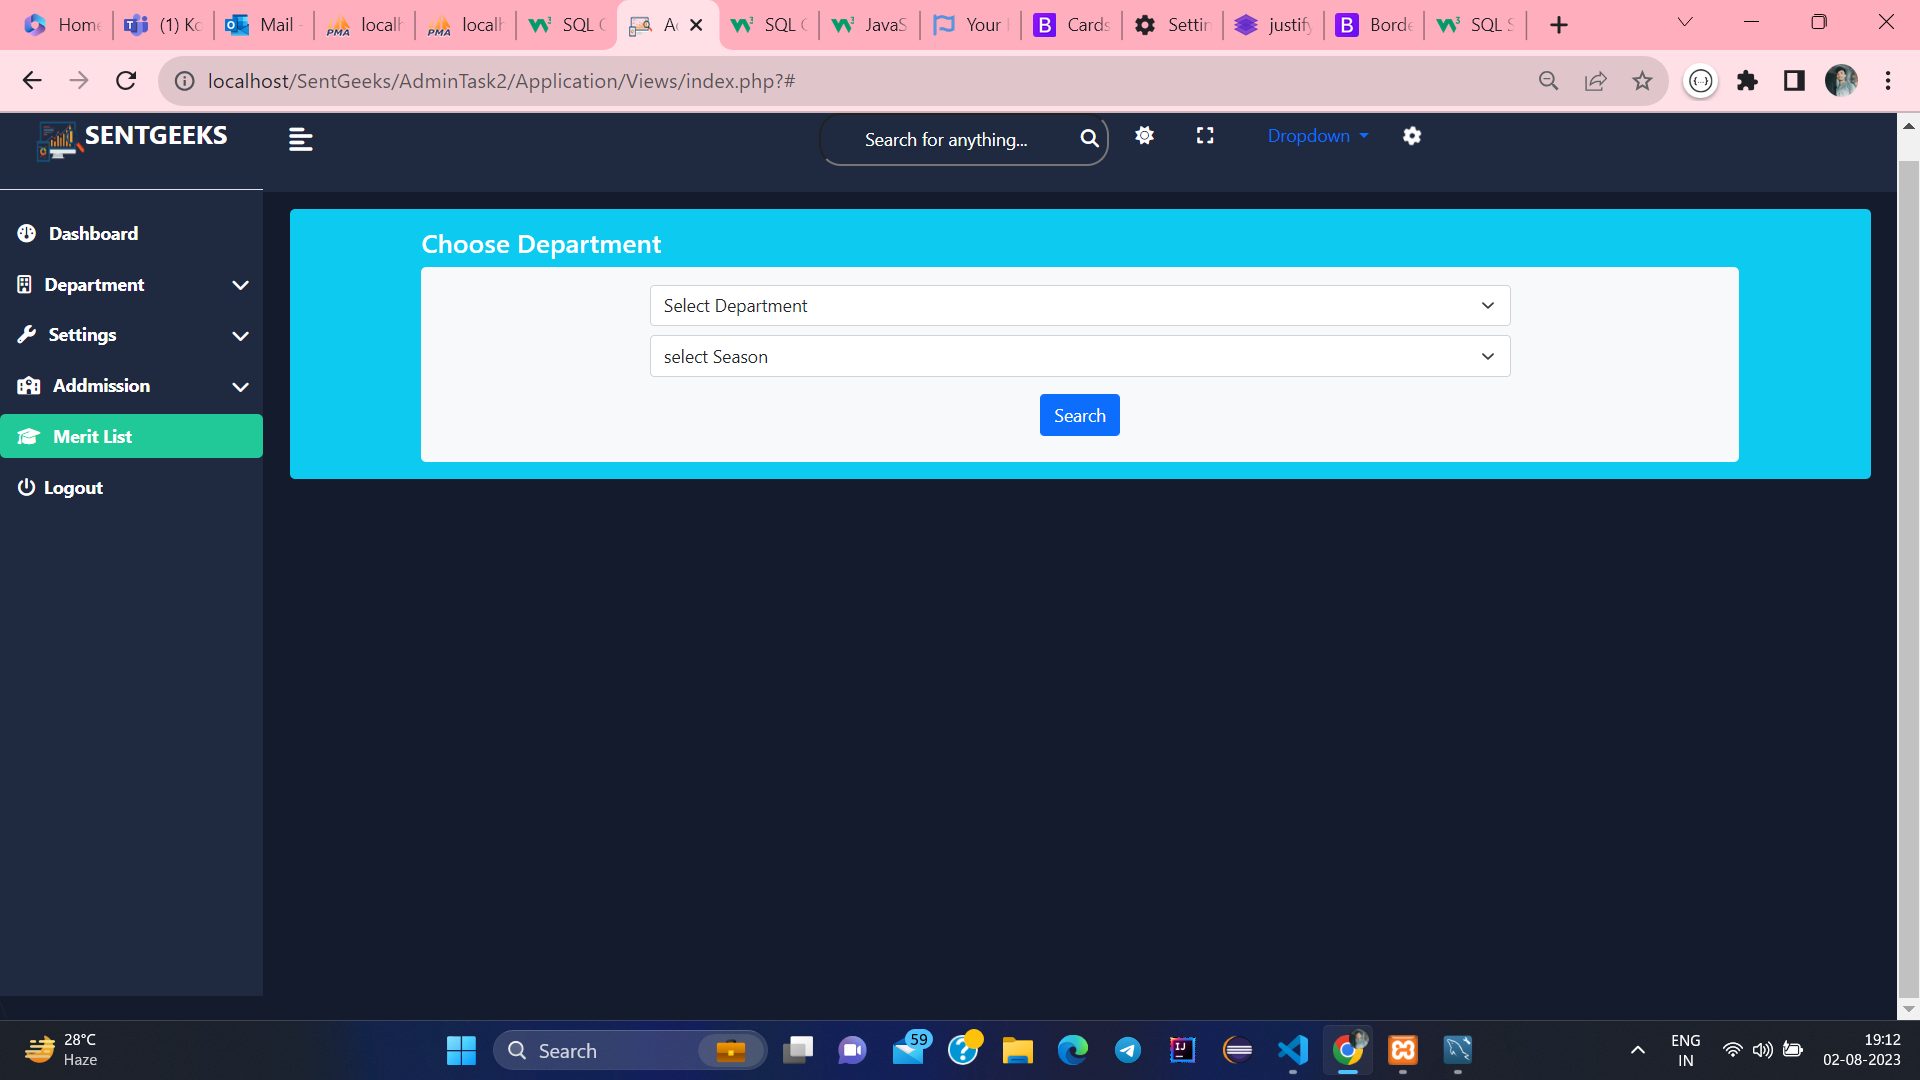 Home
(1) Kc
Mail -
localh
localh
SQL C
Ac
SQL C
JavaS
Your
Cards
Settin
justify
Borde
SQL S
localhost/SentGeeks/AdminTask2/Application/Views/index.php?#
SENTGEEKS
Search for anything...
Dropdown
Dashboard
Department
Settings
Addmission
Merit List
Logout
Choose Department
Select Department
select Season
Search
28°C
Haze
Search
59
ENG
IN
19:12
02-08-2023